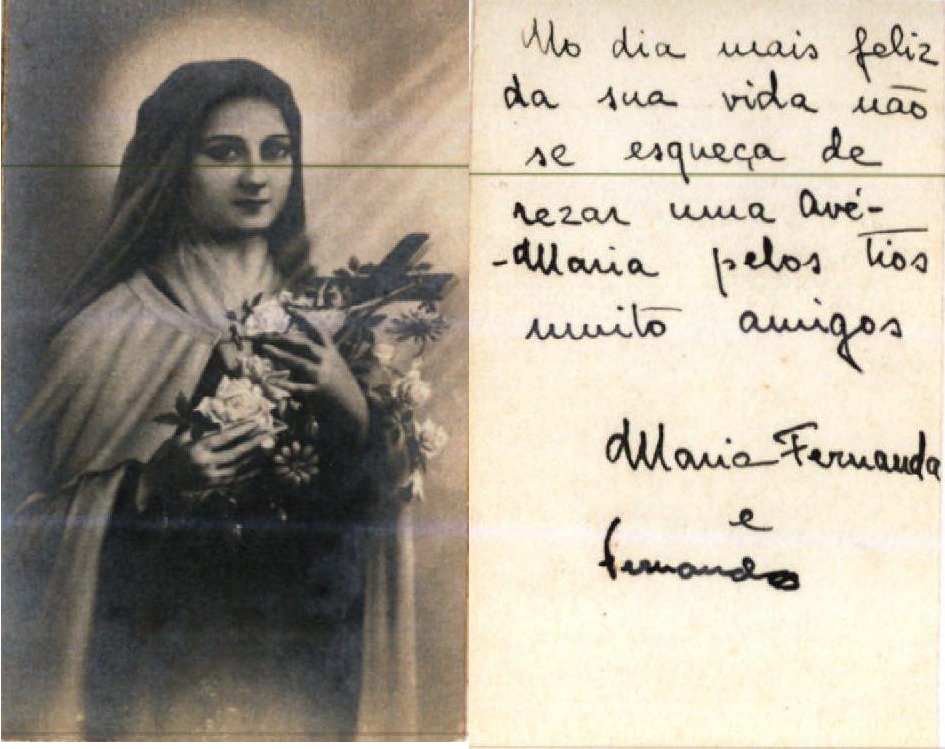 No dia mais feliz
da sua vida não
se esqueça de
rezar uma Avé-
-Maria pelos Tios
muito amigos
Maria Fernanda
e
Fernando